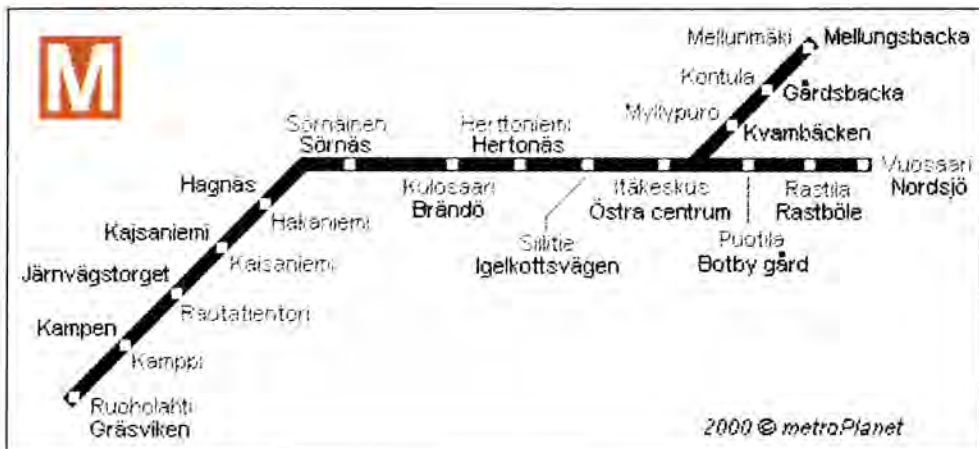 M
Mellunmäki Mellungsbacka
Kontula Gårdsbacka
Myllypuro Kvambäcken
Sörnäinen
Sörnäs
Herttoniemi
Hertonäs
Kulosaari
Brändö
Itäkeskus
Östra centrum
Rastila
Rastböle
Vuosaari
Nordsjö
Siilitie
Igelkottsvägen
Puotila
Botby gård
Hagnäs
Hakaniemi
Kajsaniemi
Kaisaniemi
Järnvägstorget
Rautatientori
Kampen
Kamppi
Ruoholahti
Gräsviken
2000 © metroPlanet